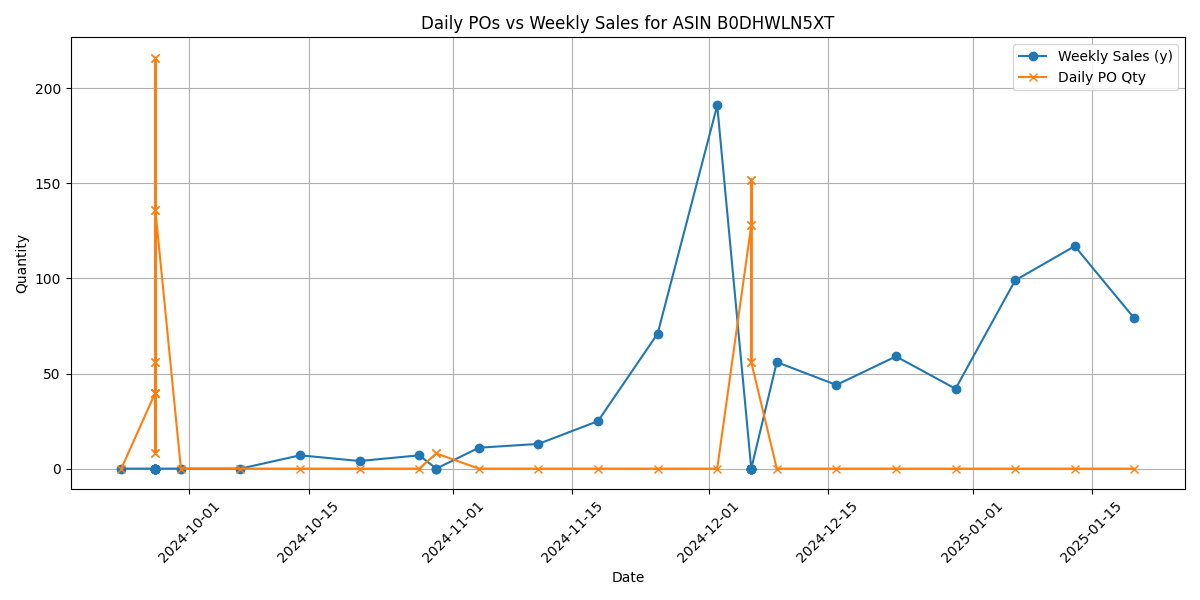 Daily POs vs Weekly Sales for ASIN B0DHWLN5XT
Weekly Sales (y)
Daily PO Qty
Quantity
200
150
100
50
0
2024-10-01
2024-10-15
2024-11-01
2024-11-15
2024-12-01
2024-12-15
2025-01-01
2025-01-15
Date